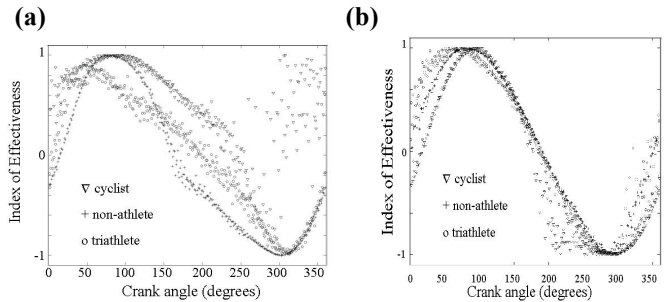 (a)
Index of Effectiveness
1
0
-1
▽ cyclist
+ non-athlete
o triathlete
0 50 100 150 200 250 300 350
Crank angle (degrees)
(b)
Index of Effectiveness
1
0
-1
▽ cyclist
+ non-athlete
o triathlete
0 50 100 150 200 250 300 350
Crank angle (degrees)